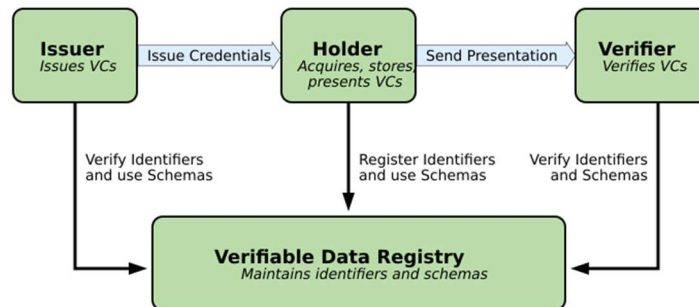 Issuer
Issues VCs
Issue Credentials
Holder
Acquires, stores,
presents VCs
Send Presentation
Verifier
Verifies VCs
Verify Identifiers
and use Schemas
Register Identifiers
and use Schemas
Verify Identifiers
and Schemas
Verifiable Data Registry
Maintains identifiers and schemas